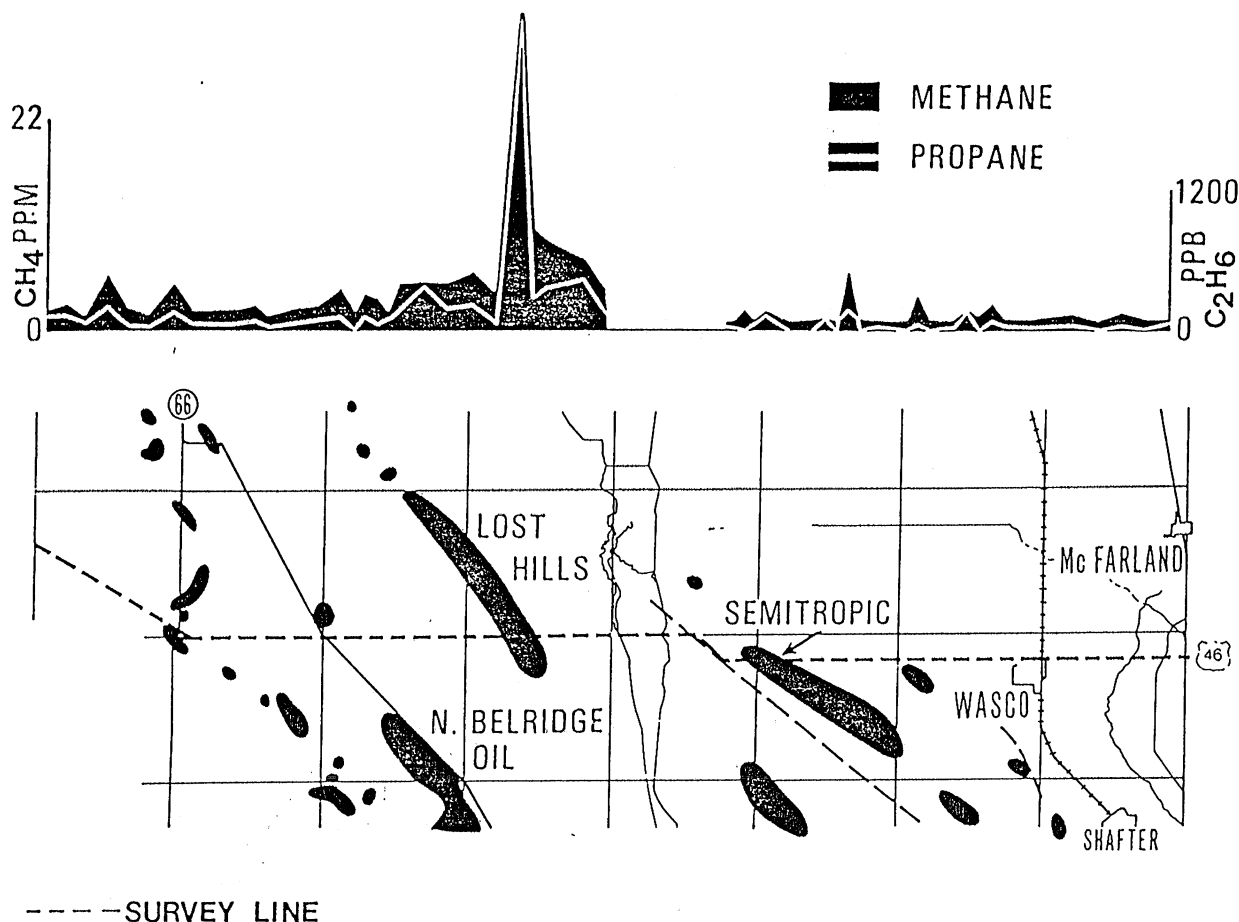 METHANE
PROPANE
22
CH4 PPM
0
1200
PPB
C2H6
0
66
LOST
HILLS
Mc FARLAND
SEMITROPIC
46
WASCO
N. BELRIDGE
OIL
SHAFTER
SURVEY LINE